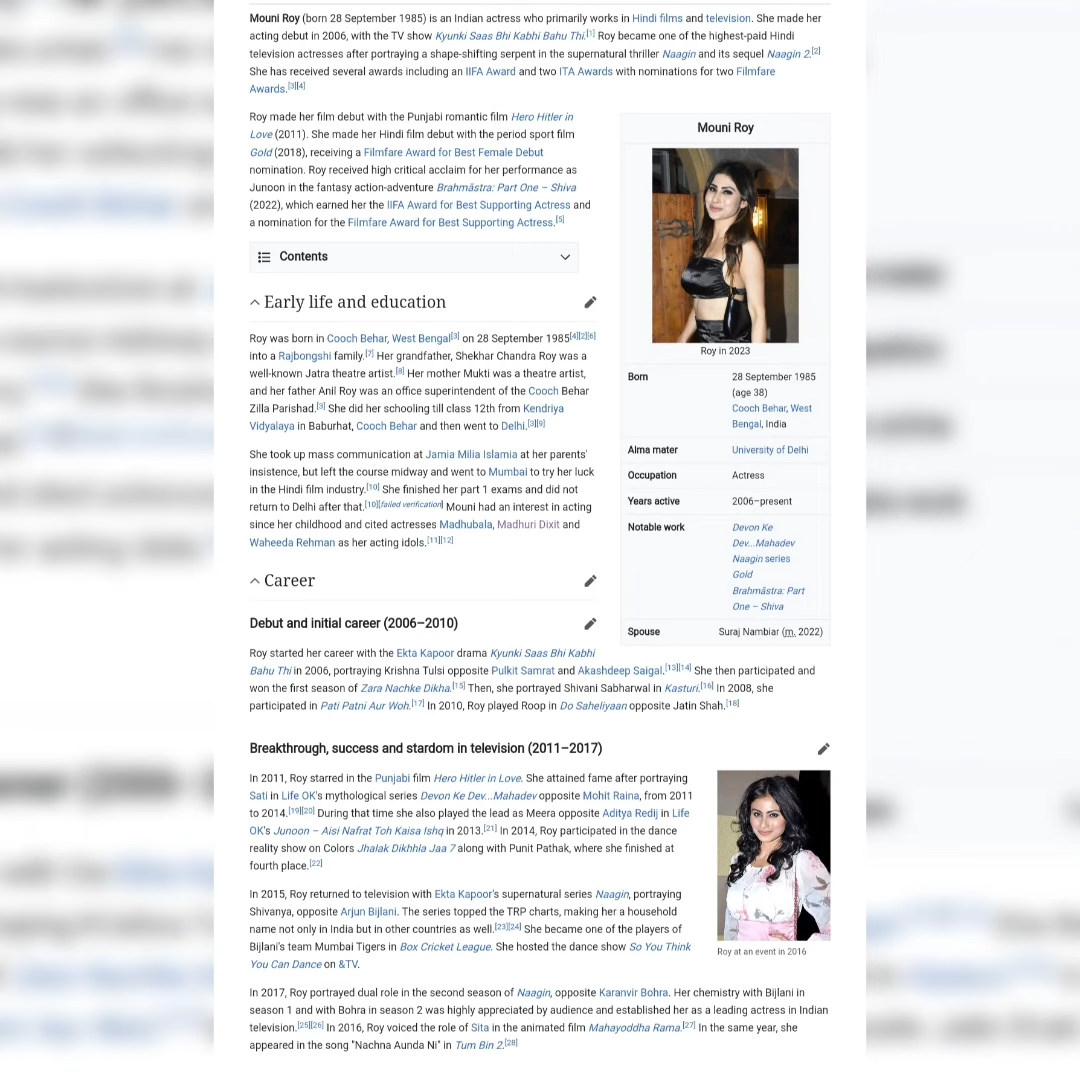 Mouni Roy (born 28 September 1985) is an Indian actress who primarily works in Hindi films and television. She made her
acting debut in 2006, with the TV show Kyunki Saas Bhi Kabhi Bahu Thi.[1] Roy became one of the highest-paid Hindi
television actresses after portraying a shape-shifting serpent in the supernatural thriller Naagin and its sequel Naagin 2.[2]
She has received several awards including an IIFA Award and two ITA Awards with nominations for two Filmfare
Awards.[3][4]
Roy made her film debut with the Punjabi romantic film Hero Hitler in
Love (2011). She made her Hindi film debut with the period sport film
Gold (2018), receiving a Filmfare Award for Best Female Debut
nomination. Roy received high critical acclaim for her performance as
Junoon in the fantasy action-adventure Brahmāstra: Part One – Shiva
(2022), which earned her the IIFA Award for Best Supporting Actress and
a nomination for the Filmfare Award for Best Supporting Actress.[5]
Contents
Mouni Roy
Roy in 2023
Born 28 September 1985
(age 38)
Cooch Behar, West
Bengal, India
Alma mater University of Delhi
Occupation Actress
Years active 2006–present
Notable work Devon Ke
Dev...Mahadev
Naagin series
Gold
Brahmāstra: Part
One – Shiva
Spouse Suraj Nambiar (m. 2022)
Early life and education
Roy was born in Cooch Behar, West Bengal[3] on 28 September 1985[4][2][6]
into a Rajbongshi family.[7] Her grandfather, Shekhar Chandra Roy was a
well-known Jatra theatre artist.[8] Her mother Mukti was a theatre artist,
and her father Anil Roy was an office superintendent of the Cooch Behar
Zilla Parishad.[3] She did her schooling till class 12th from Kendriya
Vidyalaya in Baburhat, Cooch Behar and then went to Delhi.[3][9]
She took up mass communication at Jamia Milia Islamia at her parents'
insistence, but left the course midway and went to Mumbai to try her luck
in the Hindi film industry.[10] She finished her part 1 exams and did not
return to Delhi after that.[10][failed verification] Mouni had an interest in acting
since her childhood and cited actresses Madhubala, Madhuri Dixit and
Waheeda Rehman as her acting idols.[11][12]
Career
Debut and initial career (2006–2010)
Roy started her career with the Ekta Kapoor drama Kyunki Saas Bhi Kabhi
Bahu Thi in 2006, portraying Krishna Tulsi opposite Pulkit Samrat and Akashdeep Saigal.[13][14] She then participated and
won the first season of Zara Nachke Dikha.[15] Then, she portrayed Shivani Sabharwal in Kasturi.[16] In 2008, she
participated in Pati Patni Aur Woh.[17] In 2010, Roy played Roop in Do Saheliyaan opposite Jatin Shah.[18]
Breakthrough, success and stardom in television (2011–2017)
In 2011, Roy starred in the Punjabi film Hero Hitler in Love. She attained fame after portraying
Sati in Life OK's mythological series Devon Ke Dev...Mahadev opposite Mohit Raina, from 2011
to 2014.[19][20] During that time she also played the lead as Meera opposite Aditya Redij in Life
OK's Junoon – Aisi Nafrat Toh Kaisa Ishq in 2013.[21] In 2014, Roy participated in the dance
reality show on Colors Jhalak Dikhhla Jaa 7 along with Punit Pathak, where she finished at
fourth place.[22]
In 2015, Roy returned to television with Ekta Kapoor's supernatural series Naagin, portraying
Shivanya, opposite Arjun Bijlani. The series topped the TRP charts, making her a household
name not only in India but in other countries as well.[23][24] She became one of the players of
Bijlani's team Mumbai Tigers in Box Cricket League. She hosted the dance show So You Think
You Can Dance on &TV.
Roy at an event in 2016
In 2017, Roy portrayed dual role in the second season of Naagin, opposite Karanvir Bohra. Her chemistry with Bijlani in
season 1 and with Bohra in season 2 was highly appreciated by audience and established her as a leading actress in Indian
television.[25][26] In 2016, Roy voiced the role of Sita in the animated film Mahayoddha Rama.[27] In the same year, she
appeared in the song "Nachna Aunda Ni" in Tum Bin 2.[28]